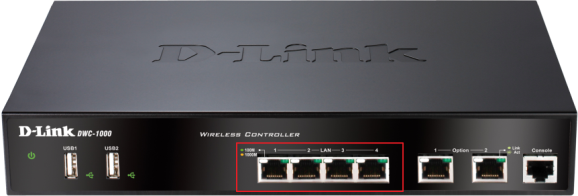 D-Link
D-Link DWC-1000
WIRELESS CONTROLLER
USB1
USB2
100M
1000M
1 2 LAN 3 4
1 Option 2
Link
Act
Console